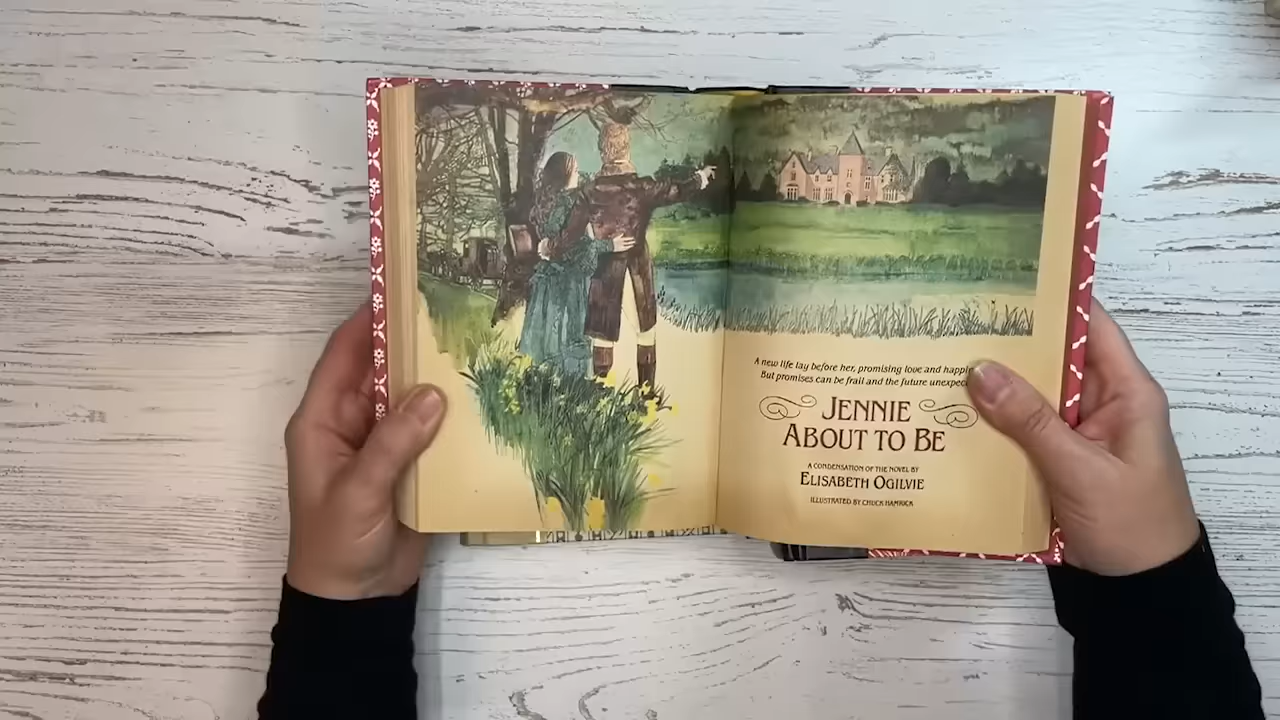 A new life lay before her, promising love and
But promises can be frail and the future
JENNIE
ABOUT TO BE
A CONDENSATION OF THE NOVEL BY
ELISABETH OGILVIE
ILLUSTRATED BY CHUCK HAMRICK